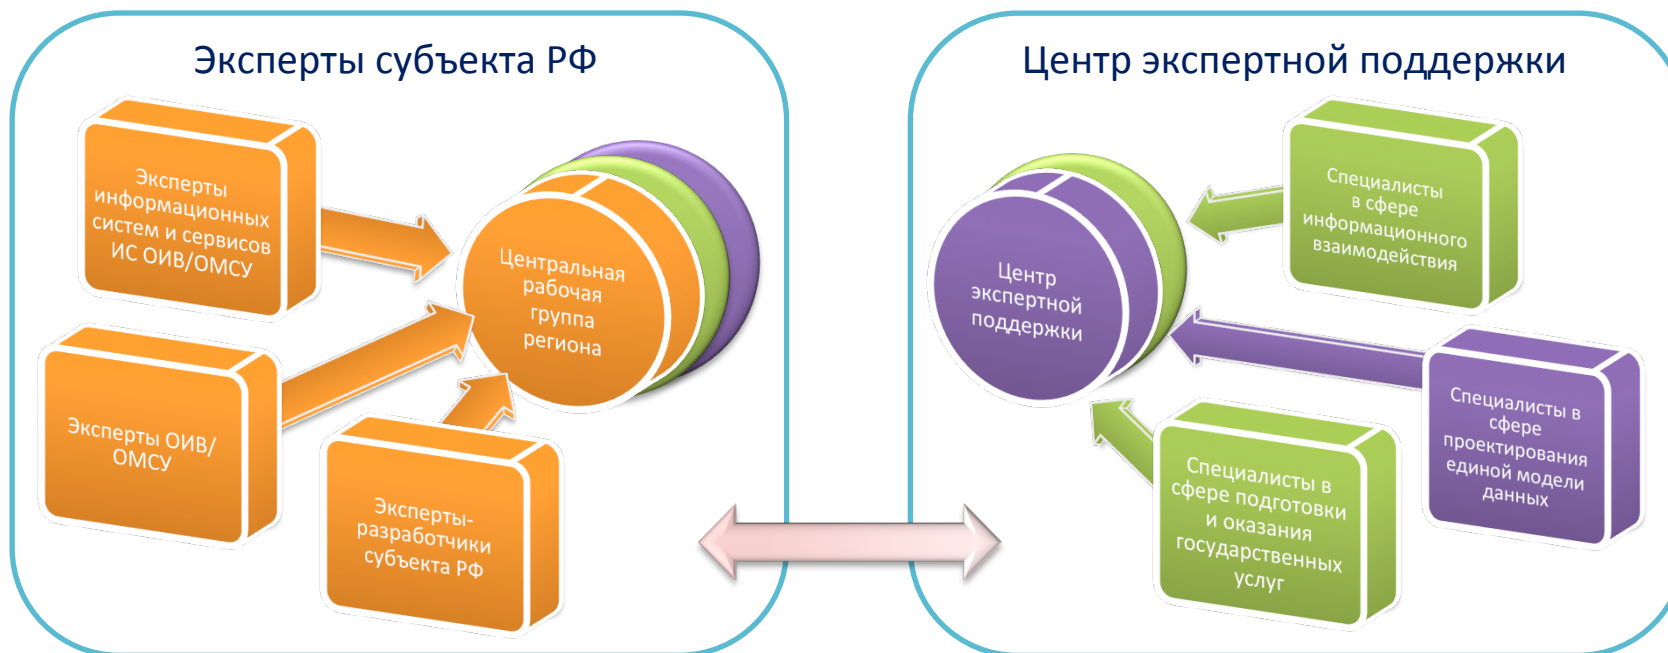 Эксперты субъекта РФ
Эксперты
информационных
систем и сервисов
ИС ОИВ/ОМСУ
Центральная
рабочая
группа
региона
Эксперты ОИВ/
ОМСУ
Эксперты-
разработчики
субъекта РФ
Центр экспертной поддержки
Специалисты
в сфере
информационного
взаимодействия
Центр
экспертной
поддержки
Специалисты в
сфере
проектирования
единой модели
данных
Специалисты в
сфере подготовки
и оказания
государственных
услуг